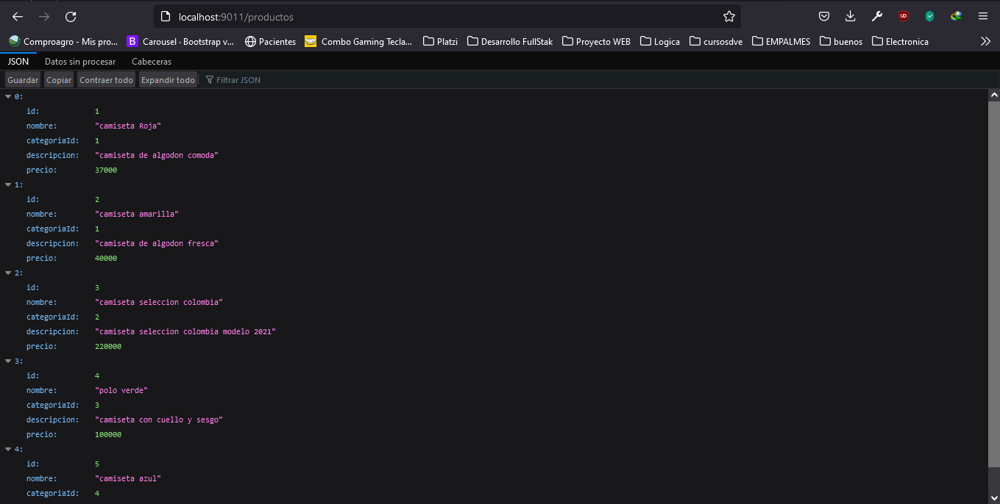 localhost:9011/productos
Comproagro - Mis pro... B Carousel · Bootstrap v... Pacientes Combo Gaming Tecla... Platzi Desarrollo FullStak Proyecto WEB Logica cursosdve EMPALMES buenos Electronica
JSON Datos sin procesar Cabeceras
Guardar Copiar Contraer todo Expandir todo Filtrar JSON
0:
id: 1
nombre: "camiseta Roja"
categoriaId: 1
descripcion: "camiseta de algodon comoda"
precio: 37000
1:
id: 2
nombre: "camiseta amarilla"
categoriaId: 1
descripcion: "camiseta de algodon fresca"
precio: 40000
2:
id: 3
nombre: "camiseta seleccion colombia"
categoriaId: 2
descripcion: "camiseta seleccion colombia modelo 2021"
precio: 220000
3:
id: 4
nombre: "polo verde"
categoriaId: 3
descripcion: "camiseta con cuello y sesgo"
precio: 100000
4:
id: 5
nombre: "camiseta azul"
categoriaId: 4